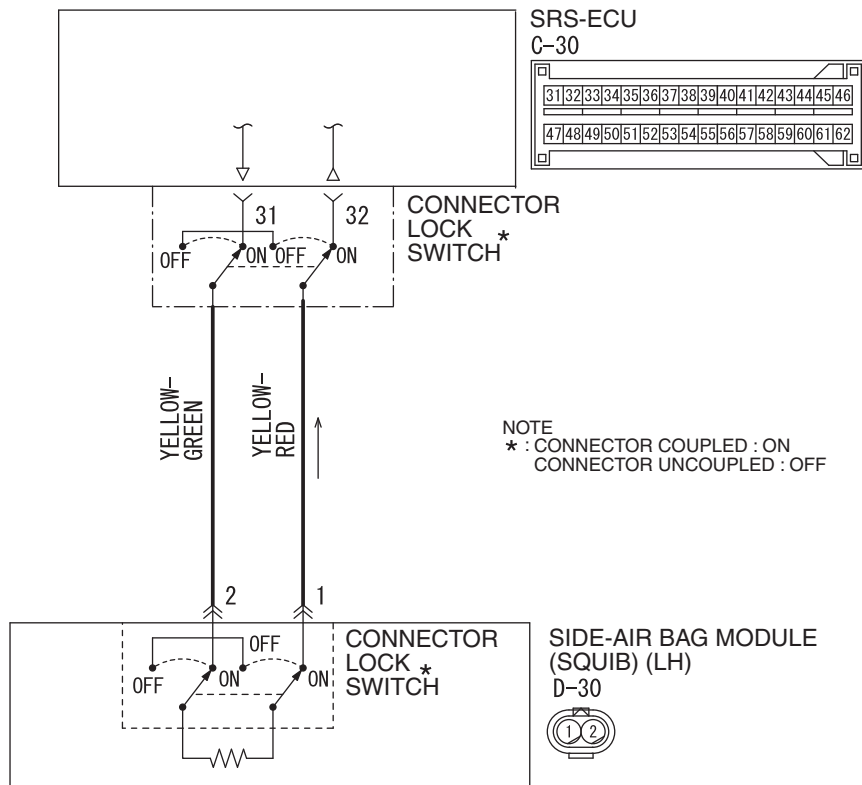 SRS-ECU
C-30
31 32 33 34 35 36 37 38 39 40 41 42 43 44 45 46
47 48 49 50 51 52 53 54 55 56 57 58 59 60 61 62
31 32
CONNECTOR
LOCK
SWITCH *
OFF ON OFF ON
YELLOW-
GREEN
YELLOW-
RED
NOTE
* : CONNECTOR COUPLED : ON
CONNECTOR UNCOUPLED : OFF
2 1
CONNECTOR
LOCK
SWITCH *
OFF ON OFF ON
SIDE-AIR BAG MODULE
(SQUIB) (LH)
D-30
1 2